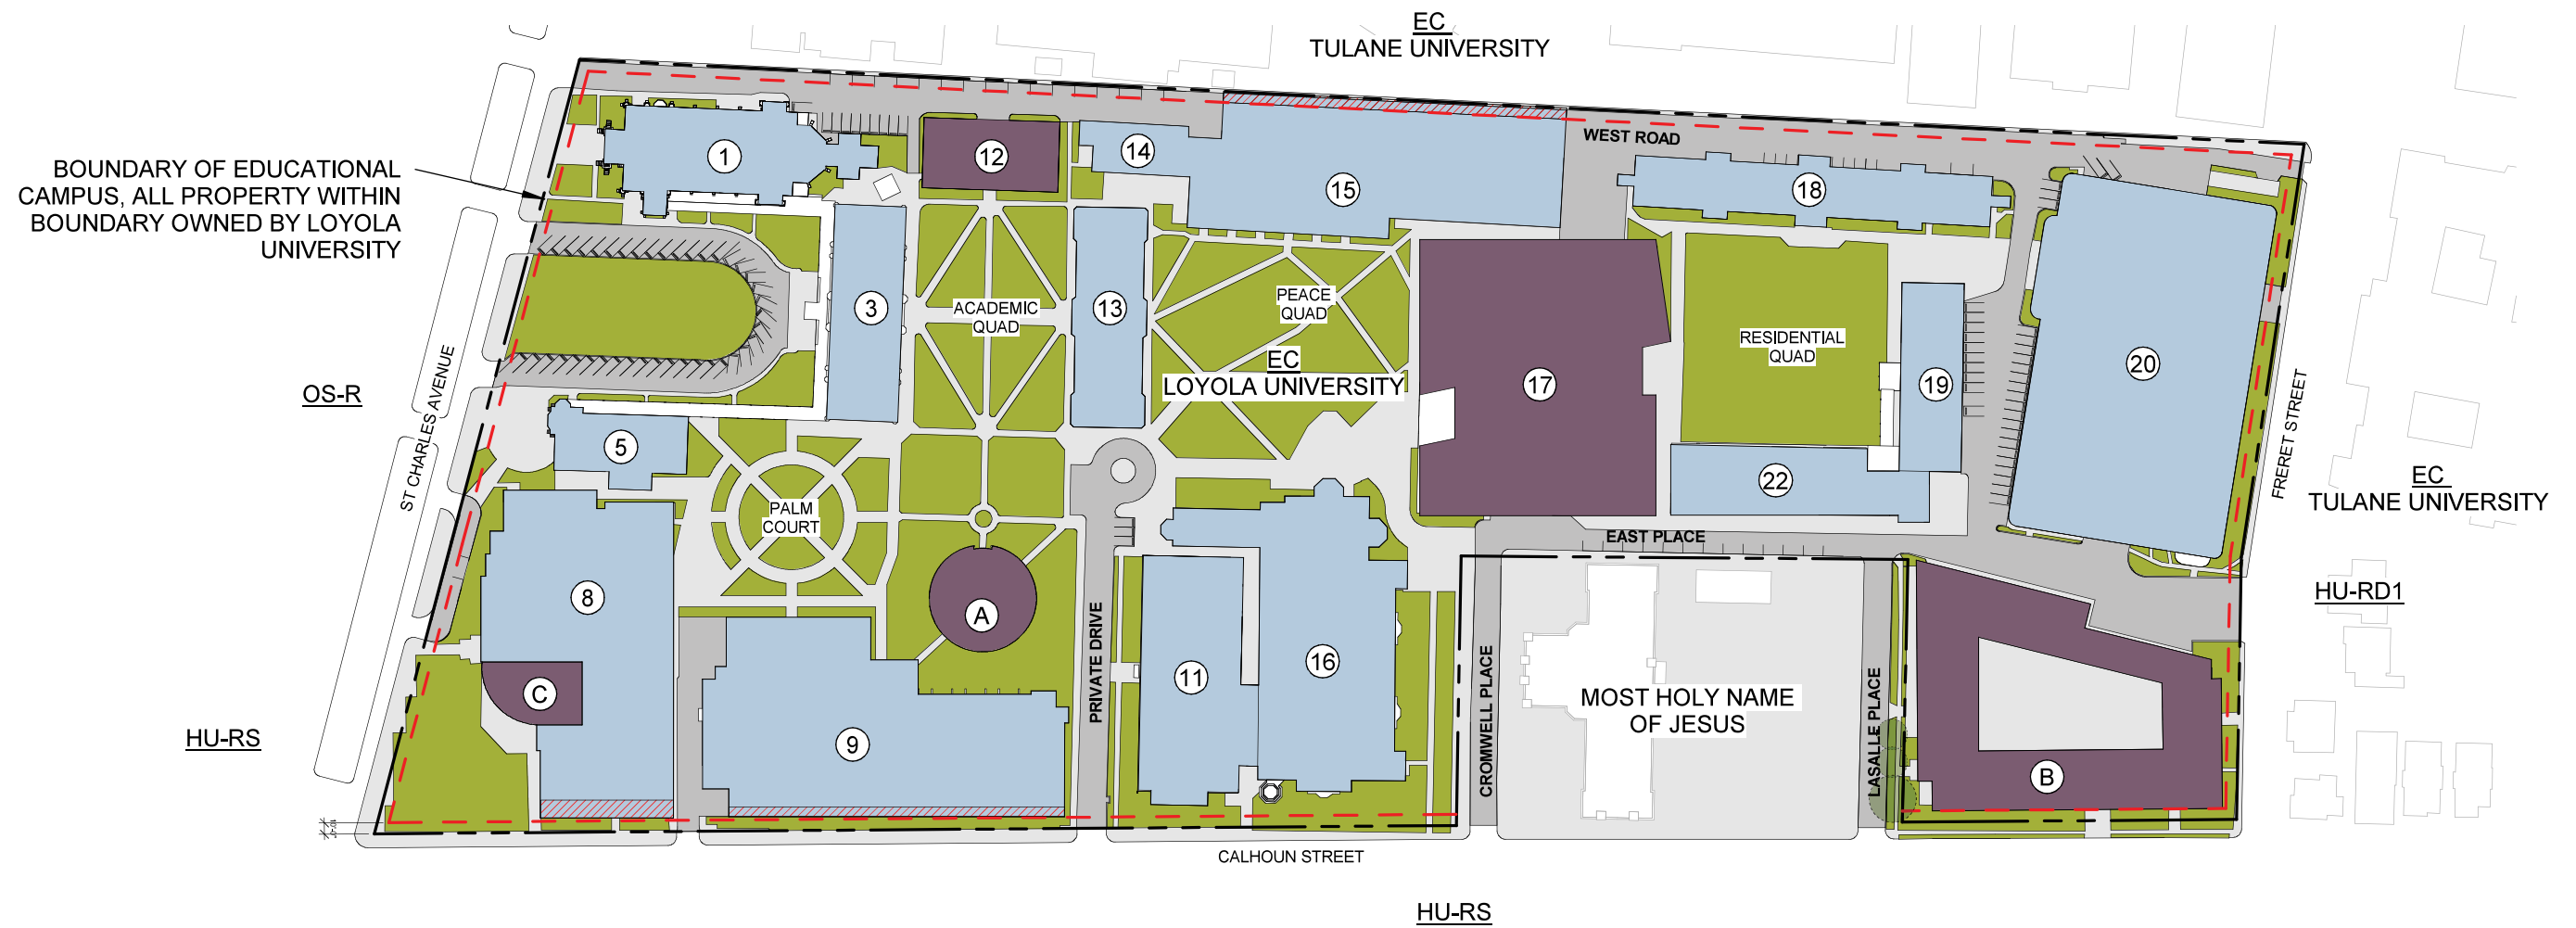 EC
TULANE UNIVERSITY
BOUNDARY OF EDUCATIONAL
CAMPUS, ALL PROPERTY WITHIN
BOUNDARY OWNED BY LOYOLA
UNIVERSITY
WEST ROAD
1
12
14
15
18
3
ACADEMIC
QUAD
13
PEACE
QUAD
EC
LOYOLA UNIVERSITY
17
RESIDENTIAL
QUAD
19
20
FRERET STREET
OS-R
ST CHARLES AVENUE
5
PALM
COURT
22
EC
TULANE UNIVERSITY
EAST PLACE
8
A
PRIVATE DRIVE
11
16
CROMWELL PLACE
MOST HOLY NAME
OF JESUS
LASALLE PLACE
HU-RD1
C
9
B
HU-RS
CALHOUN STREET
HU-RS